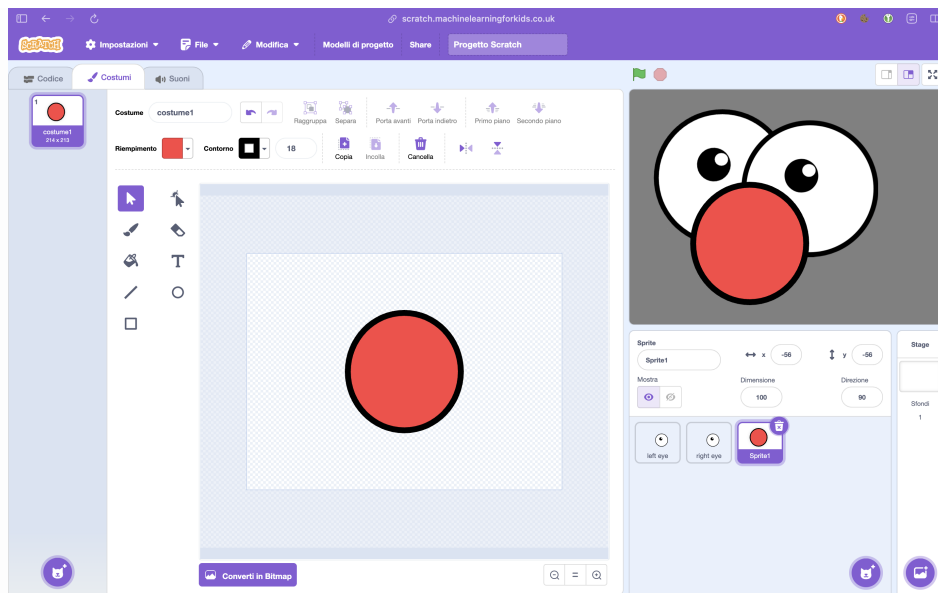 scratch.machinelearningforkids.co.uk
SCRATCH Impostazioni File Modifica Modelli di progetto Share Progetto Scratch
Codice Costumi Suoni
1
costume1
214 x 213
Costume costume1 Raggruppa Separa Porta avanti Porta indietro Primo piano Secondo piano
Riempimento Contorno 18 Copia Incolla Cancella
T
Converti in Bitmap
Sprite
Sprite1 x -56 y -56
Mostra Dimensione Direzione
100 90
left eye right eye Sprite1
Stage
Sfondi
1